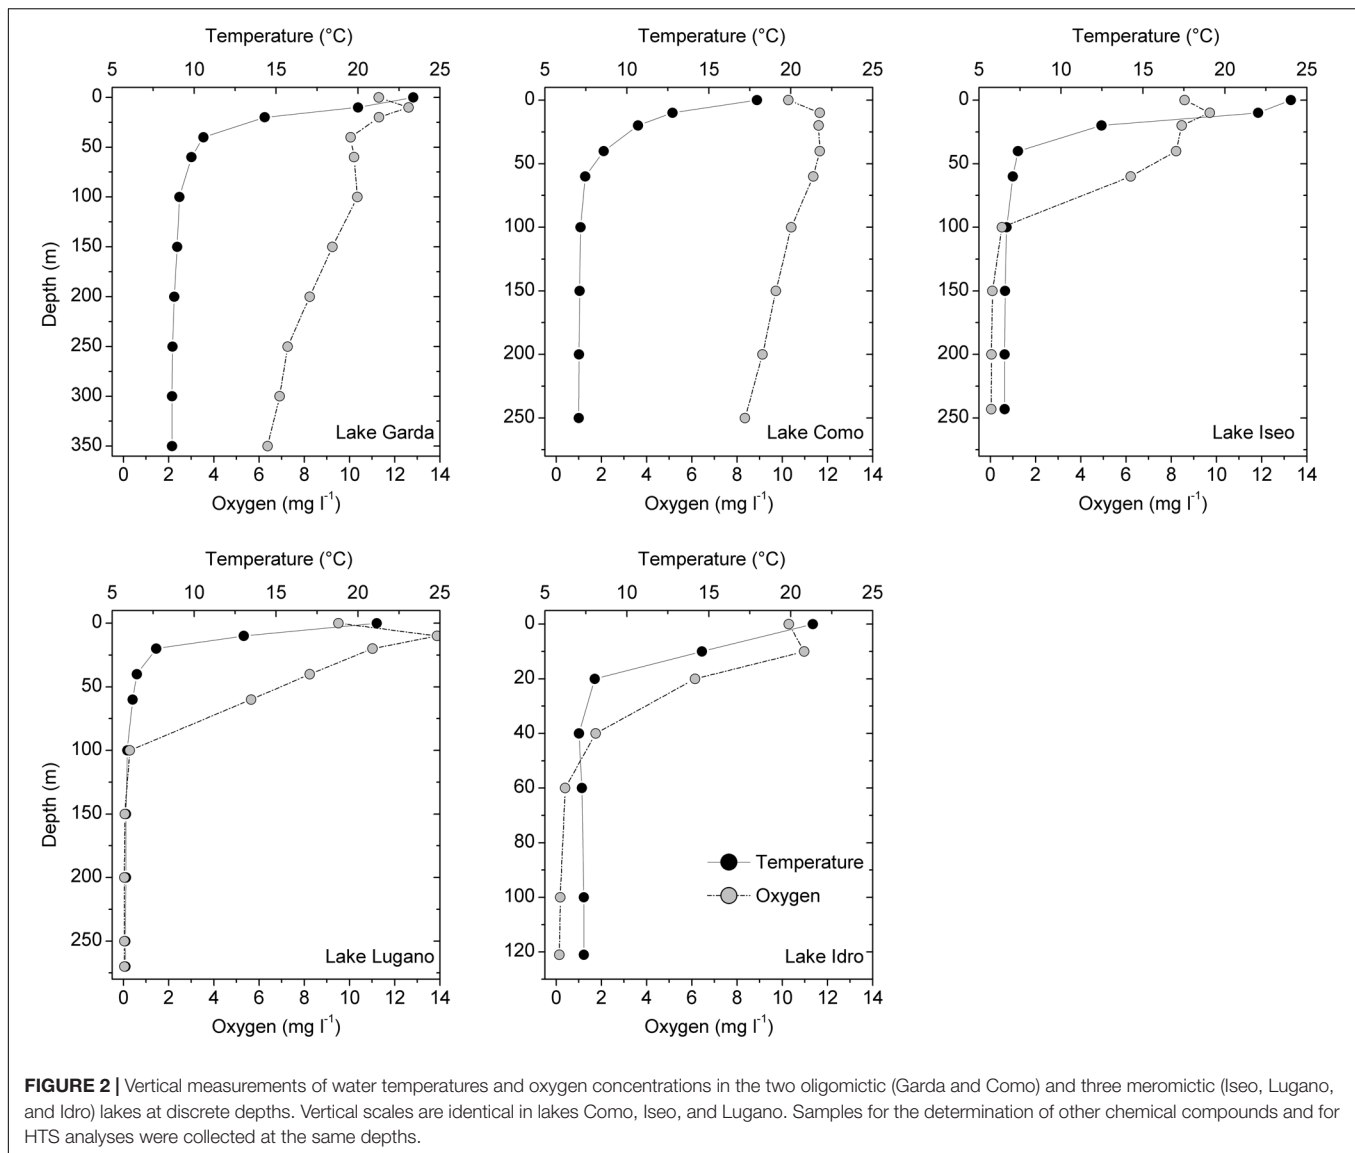 Temperature (°C)
5 10 15 20 25
0
50
100
150
200
250
300
350
Depth (m)
Lake Garda
0 2 4 6 8 10 12 14
Oxygen (mg l-1)
Temperature (°C)
5 10 15 20 25
0
50
100
150
200
250
Lake Como
0 2 4 6 8 10 12 14
Oxygen (mg l-1)
Temperature (°C)
5 10 15 20 25
0
50
100
150
200
250
Lake Iseo
0 2 4 6 8 10 12 14
Oxygen (mg l-1)
Temperature (°C)
5 10 15 20 25
0
50
100
150
200
250
Depth (m)
Lake Lugano
0 2 4 6 8 10 12 14
Oxygen (mg l-1)
Temperature (°C)
5 10 15 20 25
0
20
40
60
80
100
120
Temperature
Oxygen
Lake Idro
0 2 4 6 8 10 12 14
Oxygen (mg l-1)
FIGURE 2 | Vertical measurements of water temperatures and oxygen concentrations in the two oligomictic (Garda and Como) and three meromictic (Iseo, Lugano,
and Idro) lakes at discrete depths. Vertical scales are identical in lakes Como, Iseo, and Lugano. Samples for the determination of other chemical compounds and for
HTS analyses were collected at the same depths.